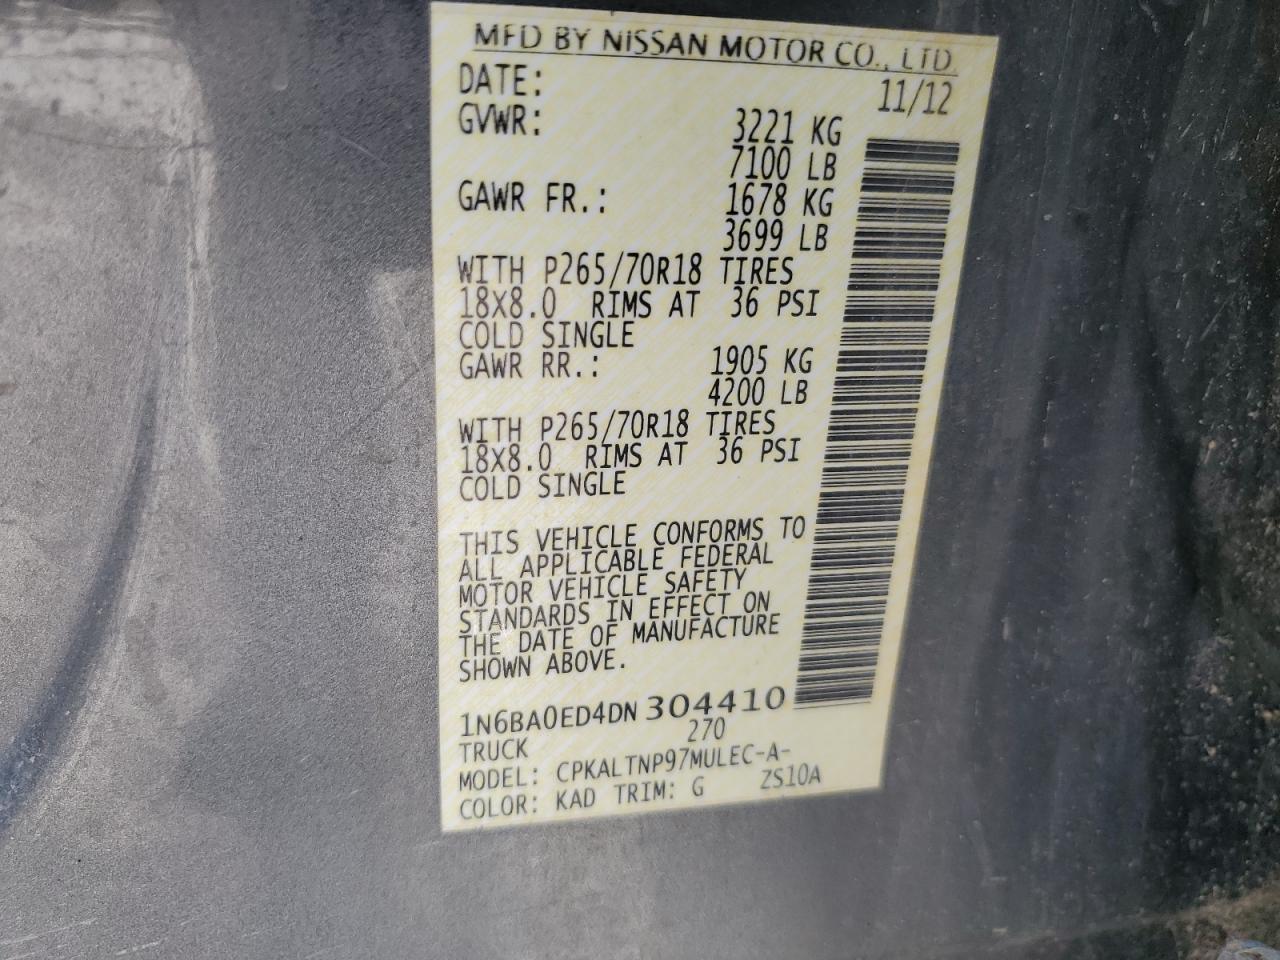 MFD BY NISSAN MOTOR CO., LTD.
DATE: 11/12
GVWR: 3221 KG
7100 LB
GAWR FR.: 1678 KG
3699 LB
WITH P265/70R18 TIRES
18X8.0 RIMS AT 36 PSI
COLD SINGLE
GAWR RR.: 1905 KG
4200 LB
WITH P265/70R18 TIRES
18X8.0 RIMS AT 36 PSI
COLD SINGLE
THIS VEHICLE CONFORMS TO
ALL APPLICABLE FEDERAL
MOTOR VEHICLE SAFETY
STANDARDS IN EFFECT ON
THE DATE OF MANUFACTURE
SHOWN ABOVE.
1N6BA0ED4DN304410
TRUCK 270
MODEL: CPKALTNP97MULEC-A-
COLOR: KAD TRIM: G ZS10A